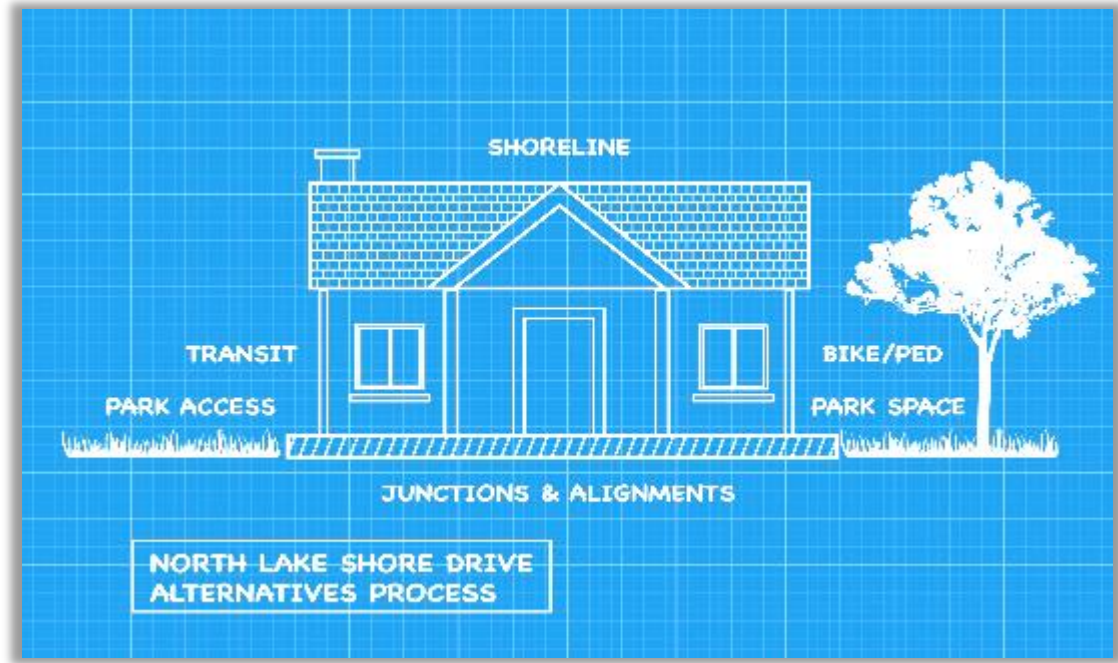 SHORELINE
TRANSIT
BIKE/PED
PARK ACCESS
PARK SPACE
JUNCTIONS & ALIGNMENTS
NORTH LAKE SHORE DRIVE
ALTERNATIVES PROCESS